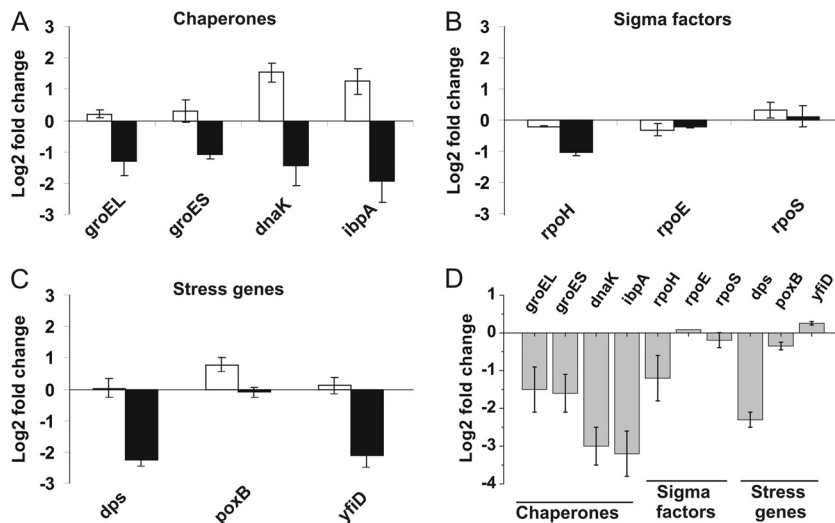 A
Chaperones
Log2 fold change
3
2
1
0
-1
-2
-3
groEL
groES
dnaK
ibpA
B
Sigma factors
Log2 fold change
3
2
1
0
-1
-2
-3
rpoH
rpoE
rpoS
C
Stress genes
Log2 fold change
3
2
1
0
-1
-2
-3
dps
poxB
yfiD
D
groEL
groES
dnaK
ibpA
rpoH
rpoE
rpoS
dps
poxB
yfiD
Log2 fold change
1
0
-1
-2
-3
-4
Chaperones
Sigma
factors
Stress
genes